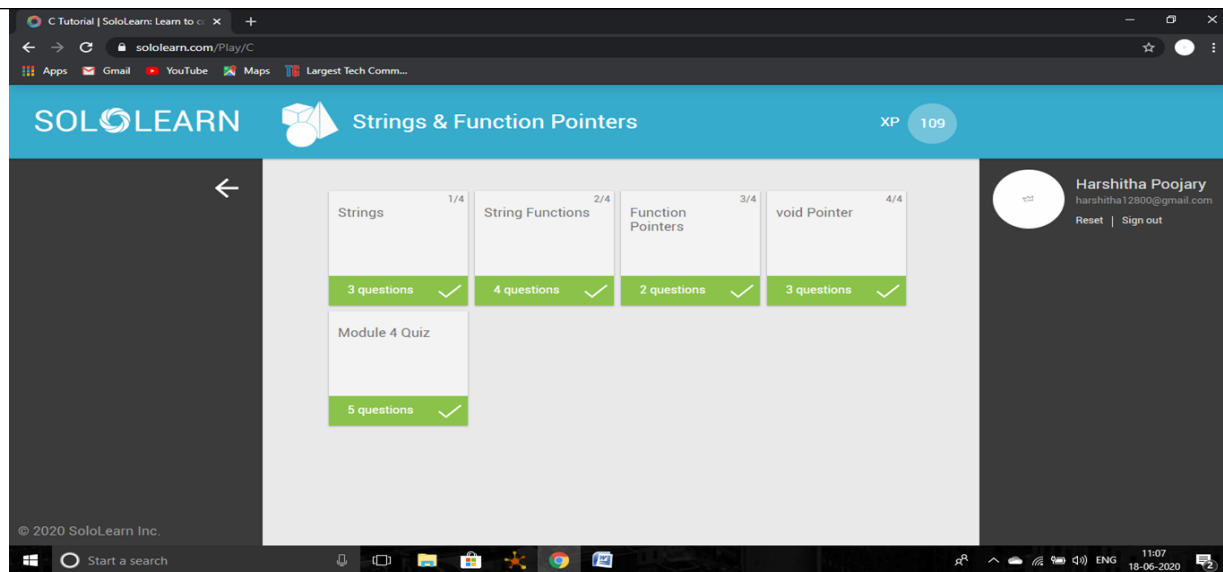 C Tutorial | SoloLearn: Learn to c
sololearn.com/Play/C
Apps Gmail YouTube Maps Largest Tech Comm...
SOLOLEARN
Strings & Function Pointers
XP 109
Harshitha Poojary
harshitha12800@gmail.com
Reset | Sign out
1/4
Strings
3 questions
2/4
String Functions
4 questions
3/4
Function
Pointers
2 questions
4/4
void Pointer
3 questions
Module 4 Quiz
5 questions
© 2020 SoloLearn Inc.
Start a search
ENG
11:07
18-06-2020
2